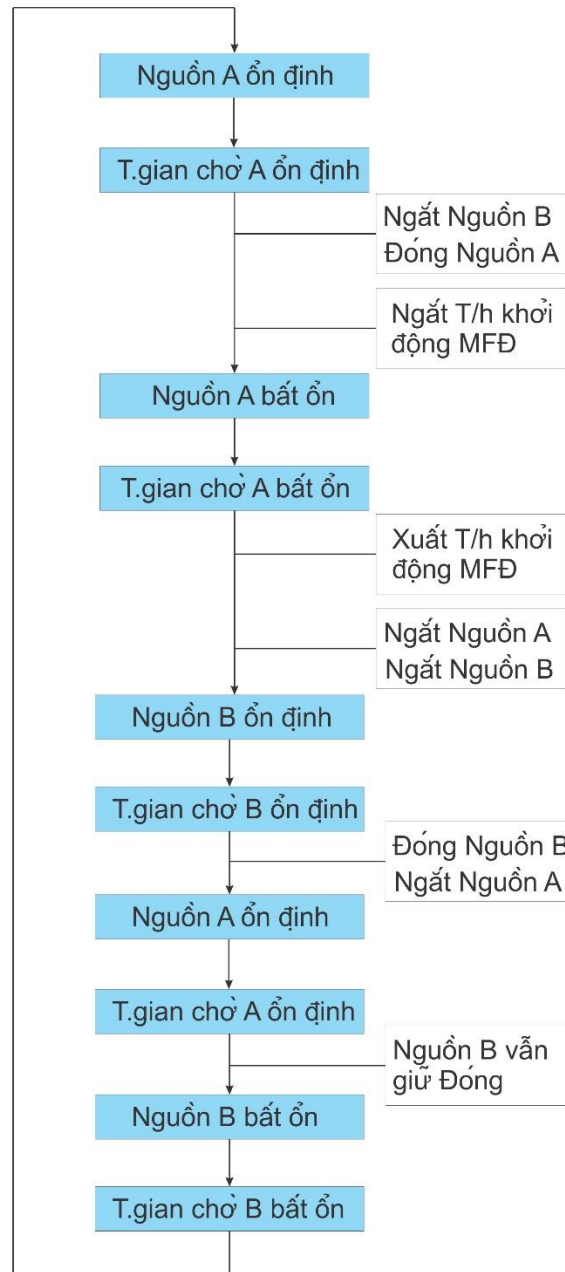 Nguồn A ổn định
T.gian chờ A ổn định
Ngắt Nguồn B
Đóng Nguồn A
Ngắt T/h khởi
động MFĐ
Nguồn A bất ổn
T.gian chờ A bất ổn
Xuất T/h khởi
động MFĐ
Ngắt Nguồn A
Ngắt Nguồn B
Nguồn B ổn định
T.gian chờ B ổn định
Đóng Nguồn B
Ngắt Nguồn A
Nguồn A ổn định
T.gian chờ A ổn định
Nguồn B vẫn
giữ Đóng
Nguồn B bất ổn
T.gian chờ B bất ổn